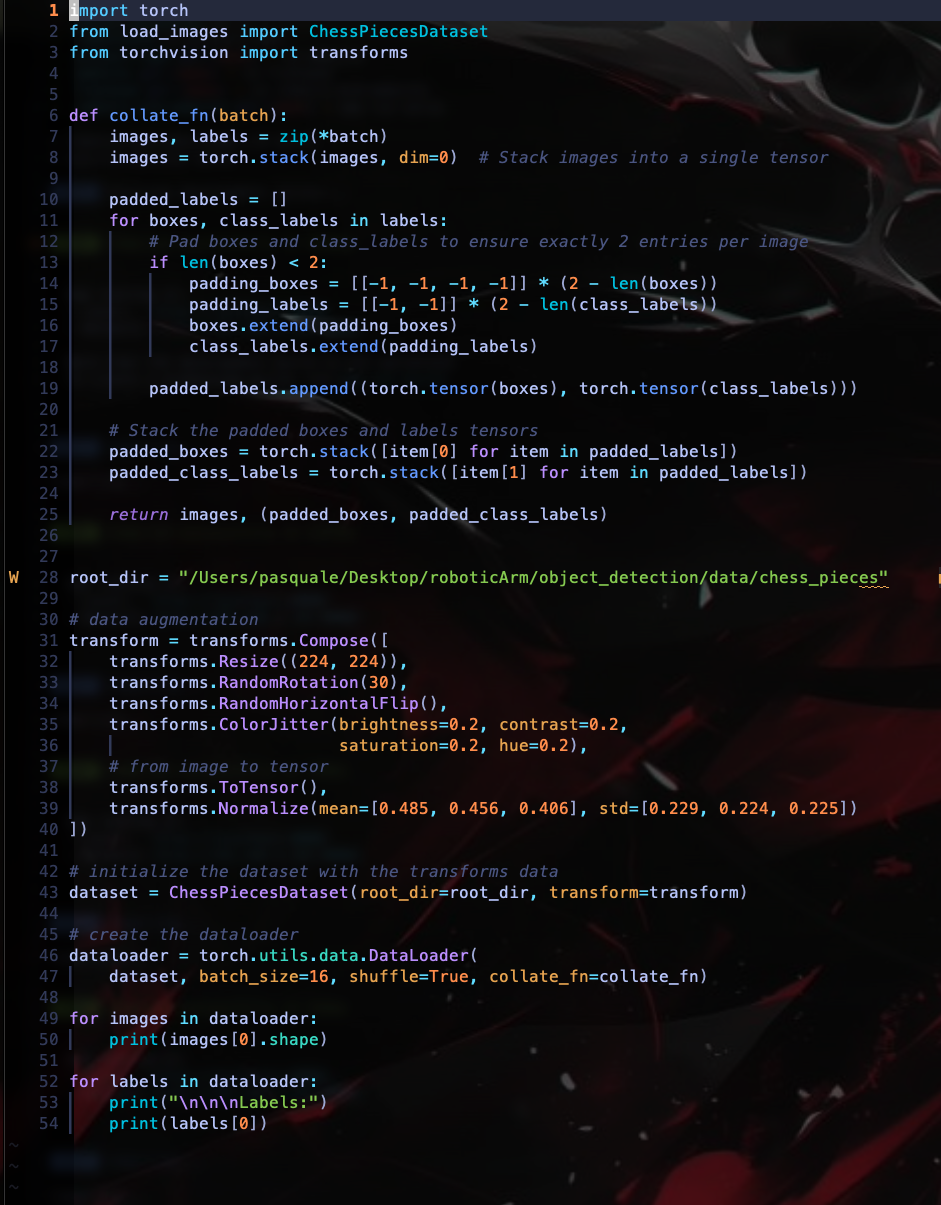 1 import torch
2 from load_images import ChessPiecesDataset
3 from torchvision import transforms
4
5
6 def collate_fn(batch):
7     images, labels = zip(*batch)
8     images = torch.stack(images, dim=0)  # Stack images into a single tensor
9
10     padded_labels = []
11     for boxes, class_labels in labels:
12         # Pad boxes and class_labels to ensure exactly 2 entries per image
13         if len(boxes) < 2:
14             padding_boxes = [[-1, -1, -1, -1]] * (2 - len(boxes))
15             padding_labels = [[-1, -1]] * (2 - len(class_labels))
16             boxes.extend(padding_boxes)
17             class_labels.extend(padding_labels)
18
19         padded_labels.append((torch.tensor(boxes), torch.tensor(class_labels)))
20
21     # Stack the padded boxes and labels tensors
22     padded_boxes = torch.stack([item[0] for item in padded_labels])
23     padded_class_labels = torch.stack([item[1] for item in padded_labels])
24
25     return images, (padded_boxes, padded_class_labels)
26
27
W 28 root_dir = "/Users/pasquale/Desktop/roboticArm/object_detection/data/chess_pieces"
29
30 # data augmentation
31 transform = transforms.Compose([
32     transforms.Resize((224, 224)),
33     transforms.RandomRotation(30),
34     transforms.RandomHorizontalFlip(),
35     transforms.ColorJitter(brightness=0.2, contrast=0.2,
36                            saturation=0.2, hue=0.2),
37     # from image to tensor
38     transforms.ToTensor(),
39     transforms.Normalize(mean=[0.485, 0.456, 0.406], std=[0.229, 0.224, 0.225])
40 ])
41
42 # initialize the dataset with the transforms data
43 dataset = ChessPiecesDataset(root_dir=root_dir, transform=transform)
44
45 # create the dataloader
46 dataloader = torch.utils.data.DataLoader(
47     dataset, batch_size=16, shuffle=True, collate_fn=collate_fn)
48
49 for images in dataloader:
50     print(images[0].shape)
51
52 for labels in dataloader:
53     print("\n\n\nLabels:")
54     print(labels[0])
~
~
~